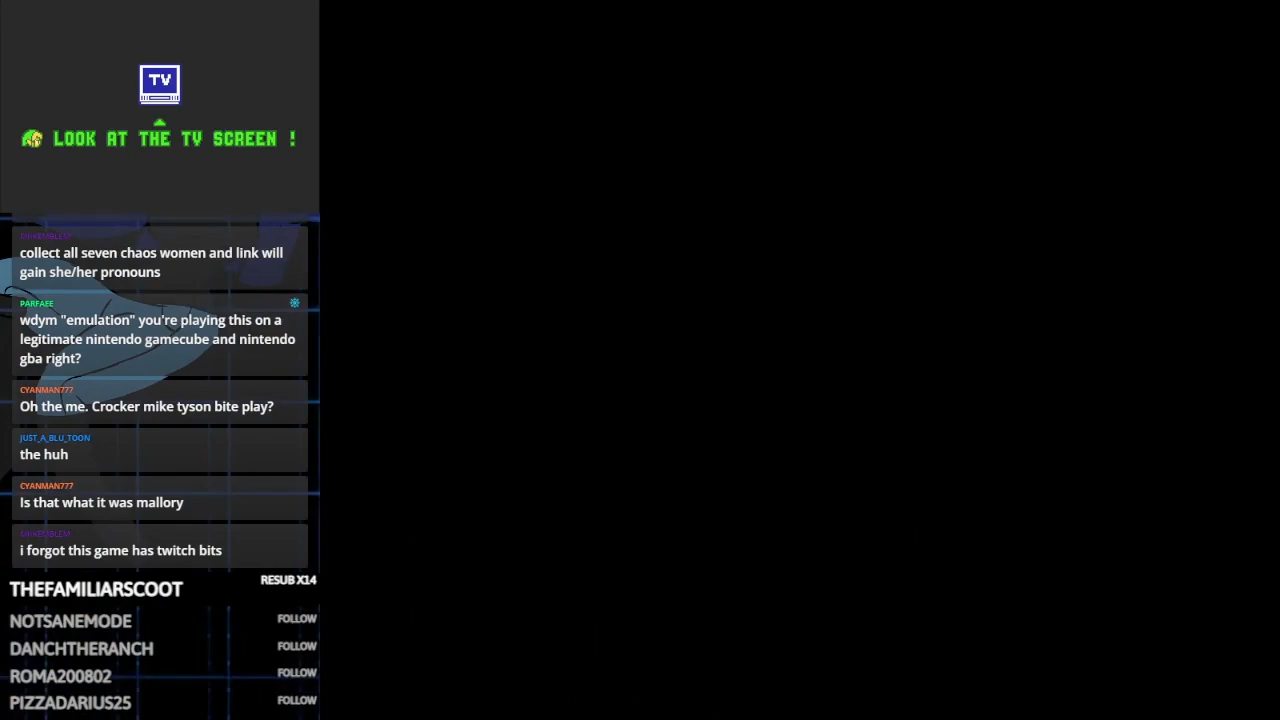 TV
LOOK AT THE TV SCREEN !
collect all seven chaos women and link will
gain she/her pronouns
PARFAEE
wdym "emulation" you're playing this on a
legitimate nintendo gamecube and nintendo
gba right?
CYANMAN777
Oh the me. Crocker mike tyson bite play?
JUST_A_BLU_TOON
the huh
CYANMAN777
Is that what it was mallory
i forgot this game has twitch bits
THEFAMILIARSCOOT RESUB X14
NOTSANEMODE FOLLOW
DANCHTHERANCH FOLLOW
ROMA200802 FOLLOW
PIZZADARIUS25 FOLLOW